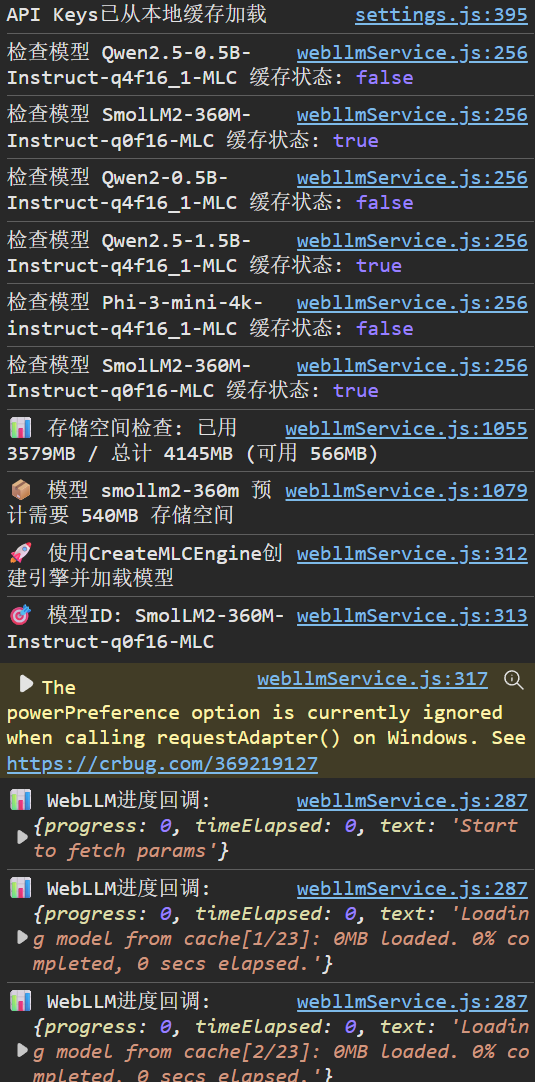 API Keys已从本地缓存加载 settings.js:395
检查模型 Qwen2.5-0.5B- webllmService.js:256
Instruct-q4f16_1-MLC 缓存状态: false
检查模型 SmolLM2-360M- webllmService.js:256
Instruct-q0f16-MLC 缓存状态: true
检查模型 Qwen2-0.5B- webllmService.js:256
Instruct-q4f16_1-MLC 缓存状态: false
检查模型 Qwen2.5-1.5B- webllmService.js:256
Instruct-q4f16_1-MLC 缓存状态: true
检查模型 Phi-3-mini-4k- webllmService.js:256
instruct-q4f16_1-MLC 缓存状态: false
检查模型 SmolLM2-360M- webllmService.js:256
Instruct-q0f16-MLC 缓存状态: true
📊 存储空间检查: 已用 webllmService.js:1055
3579MB / 总计 4145MB (可用 566MB)
📦 模型 smollm2-360m 预 webllmService.js:1079
计需要 540MB 存储空间
🚀 使用CreateMLCEngine创 webllmService.js:312
建引擎并加载模型
🎯 模型ID: SmolLM2-360M- webllmService.js:313
Instruct-q0f16-MLC
The webllmService.js:317
powerPreference option is currently ignored
when calling requestAdapter() on Windows. See
https://crbug.com/369219127
📊 WebLLM进度回调: webllmService.js:287
{progress: 0, timeElapsed: 0, text: 'Start
to fetch params'}
📊 WebLLM进度回调: webllmService.js:287
{progress: 0, timeElapsed: 0, text: 'Loadin
g model from cache[1/23]: 0MB loaded. 0% co
mpleted, 0 secs elapsed.'}
📊 WebLLM进度回调: webllmService.js:287
{progress: 0, timeElapsed: 0, text: 'Loadin
g model from cache[2/23]: 0MB loaded. 0% co
mpleted, 0 secs elapsed.'}